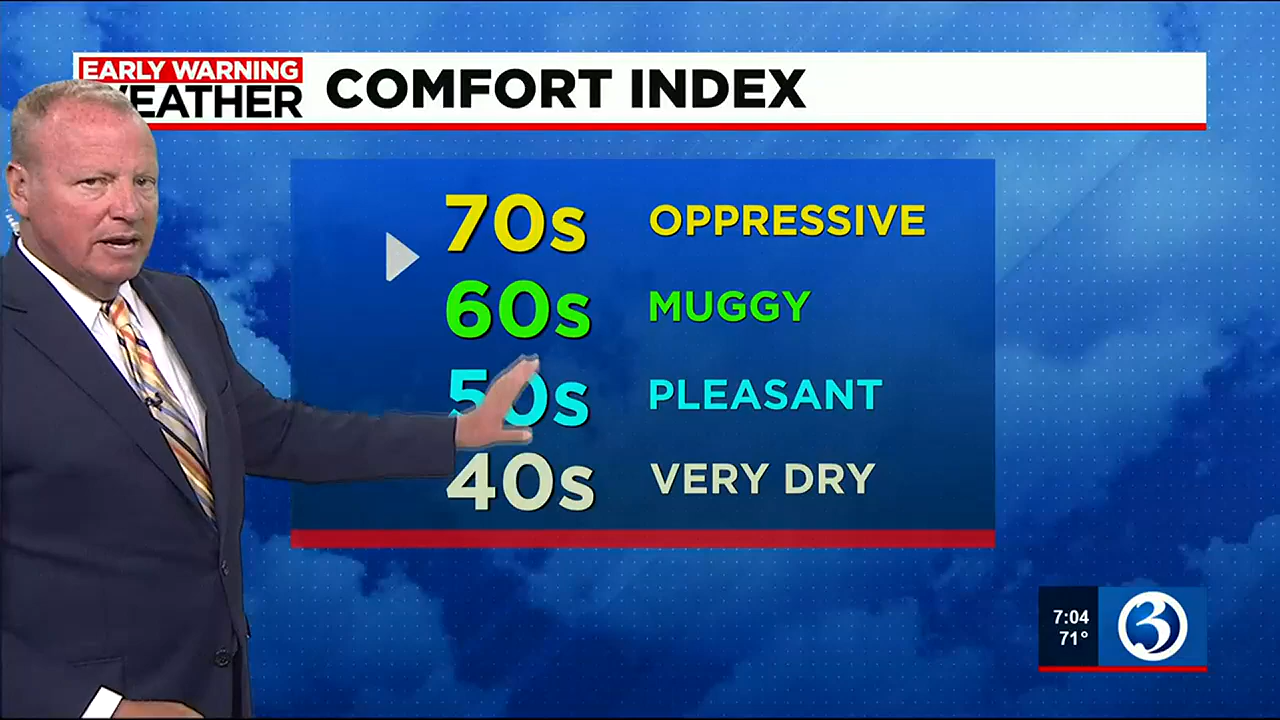 EARLY WARNING
WEATHER
COMFORT INDEX
70s OPPRESSIVE
60s MUGGY
50s PLEASANT
40s VERY DRY
7:04
71°
3